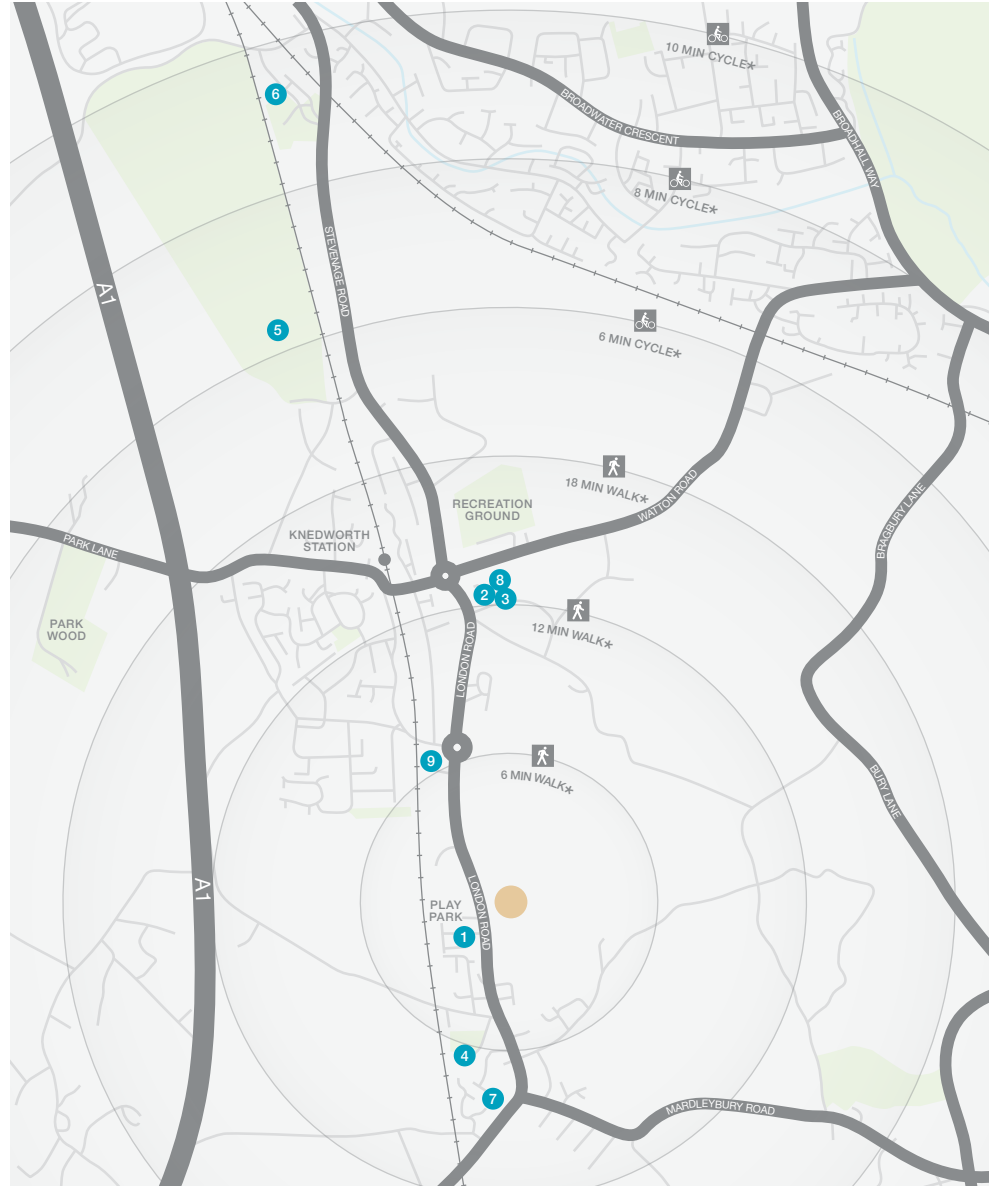 10 MIN CYCLE*
6
BROADWATER CRESCENT
BROADHALL WAY
8 MIN CYCLE*
STEVENAGE ROAD
A1
5
6 MIN CYCLE*
18 MIN WALK*
WATTON ROAD
RECREATION
GROUND
BRAGBURY LANE
KNEDWORTH
STATION
PARK LANE
8
2
3
12 MIN WALK*
PARK
WOOD
LONDON ROAD
9
6 MIN WALK*
BURY LANE
A1
LONDON ROAD
PLAY
PARK
1
4
7
MARDLEYBURY ROAD